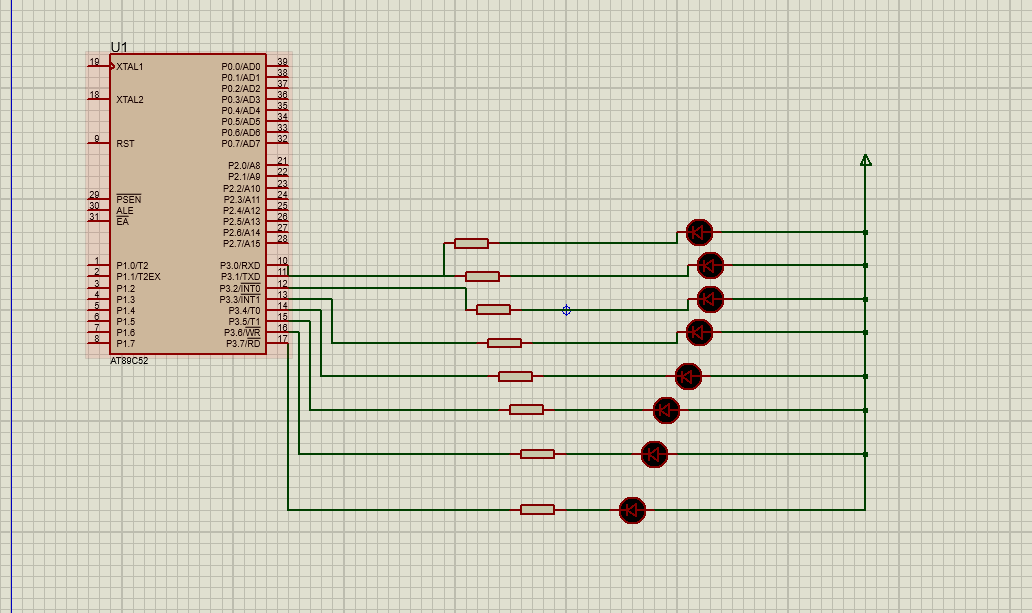 U1
19 XTAL1 P0.0/AD0 39
P0.1/AD1 38
P0.2/AD2 37
18 XTAL2 P0.3/AD3 36
P0.4/AD4 35
P0.5/AD5 34
P0.6/AD6 33
9 RST P0.7/AD7 32
P2.0/A8 21
P2.1/A9 22
P2.2/A10 23
29 PSEN P2.3/A11 24
30 ALE P2.4/A12 25
31 EA P2.5/A13 26
P2.6/A14 27
P2.7/A15 28
1 P1.0/T2 P3.0/RXD 10
2 P1.1/T2EX P3.1/TXD 11
3 P1.2 P3.2/INT0 12
4 P1.3 P3.3/INT1 13
5 P1.4 P3.4/T0 14
6 P1.5 P3.5/T1 15
7 P1.6 P3.6/WR 16
8 P1.7 P3.7/RD 17
AT89C52